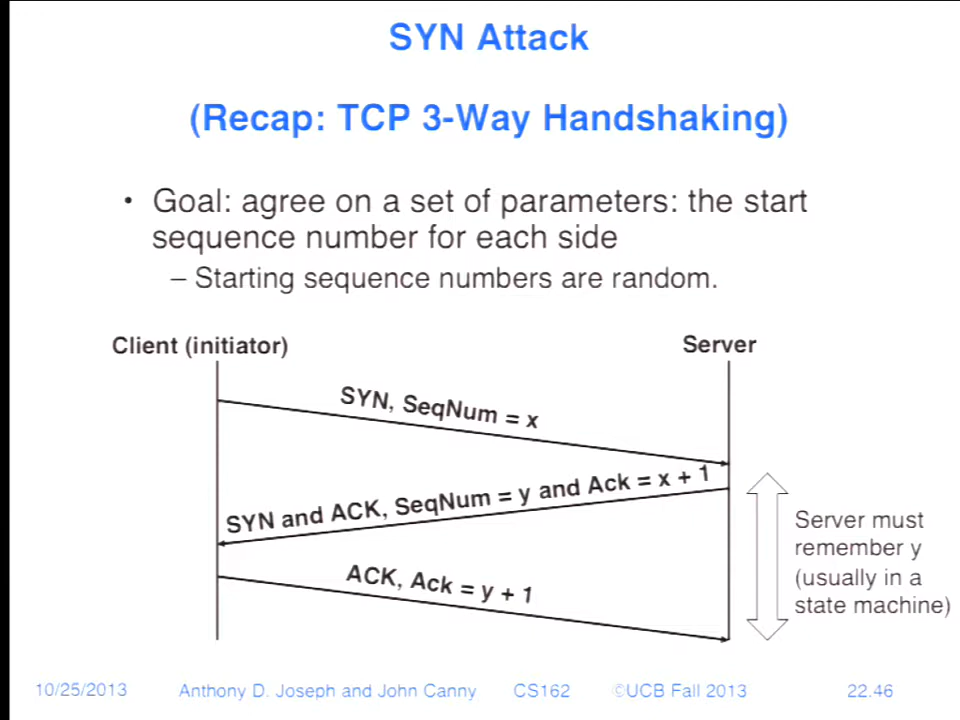 SYN Attack
(Recap: TCP 3-Way Handshaking)
• Goal: agree on a set of parameters: the start
sequence number for each side
– Starting sequence numbers are random.
Client (initiator)
Server
SYN, SeqNum = x
SYN and ACK, SeqNum = y and Ack = x + 1
ACK, Ack = y + 1
Server must
remember y
(usually in a
state machine)
10/25/2013 Anthony D. Joseph and John Canny CS162 ©UCB Fall 2013 22.46